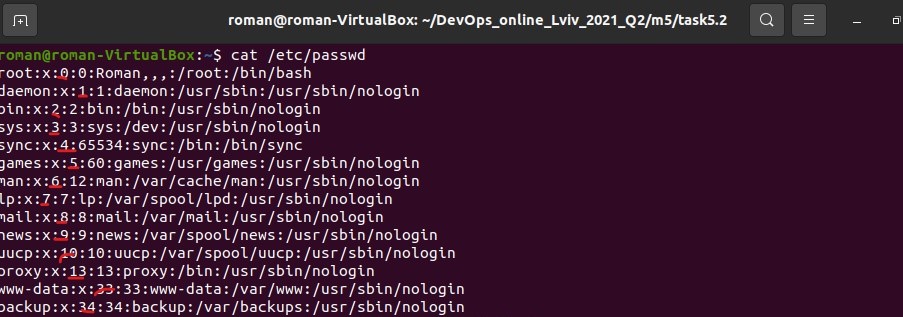 roman@roman-VirtualBox: ~/DevOps_online_Lviv_2021_Q2/m5/task5.2
roman@roman-VirtualBox:~$ cat /etc/passwd
root:x:0:0:Roman,,,:/root:/bin/bash
daemon:x:1:1:daemon:/usr/sbin:/usr/sbin/nologin
bin:x:2:2:bin:/bin:/usr/sbin/nologin
sys:x:3:3:sys:/dev:/usr/sbin/nologin
sync:x:4:65534:sync:/bin:/bin/sync
games:x:5:60:games:/usr/games:/usr/sbin/nologin
man:x:6:12:man:/var/cache/man:/usr/sbin/nologin
lp:x:7:7:lp:/var/spool/lpd:/usr/sbin/nologin
mail:x:8:8:mail:/var/mail:/usr/sbin/nologin
news:x:9:9:news:/var/spool/news:/usr/sbin/nologin
uucp:x:10:10:uucp:/var/spool/uucp:/usr/sbin/nologin
proxy:x:13:13:proxy:/bin:/usr/sbin/nologin
www-data:x:33:33:www-data:/var/www:/usr/sbin/nologin
backup:x:34:34:backup:/var/backups:/usr/sbin/nologin